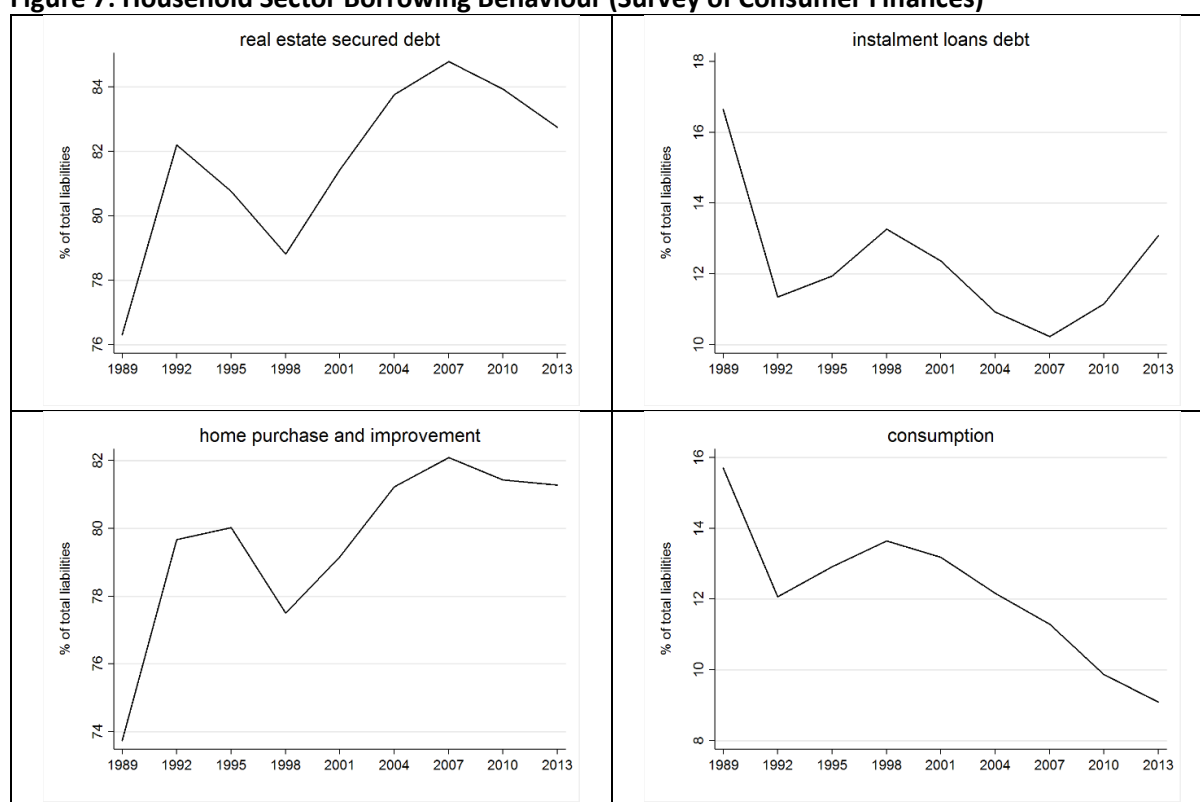 Figure 7: Household Sector Borrowing Behaviour (Survey of Consumer Finances)
real estate secured debt
% of total liabilities
84
82
80
78
76
1989 1992 1995 1998 2001 2004 2007 2010 2013
instalment loans debt
% of total liabilities
18
16
14
12
10
1989 1992 1995 1998 2001 2004 2007 2010 2013
home purchase and improvement
% of total liabilities
82
80
78
76
74
1989 1992 1995 1998 2001 2004 2007 2010 2013
consumption
% of total liabilities
16
14
12
10
8
1989 1992 1995 1998 2001 2004 2007 2010 2013